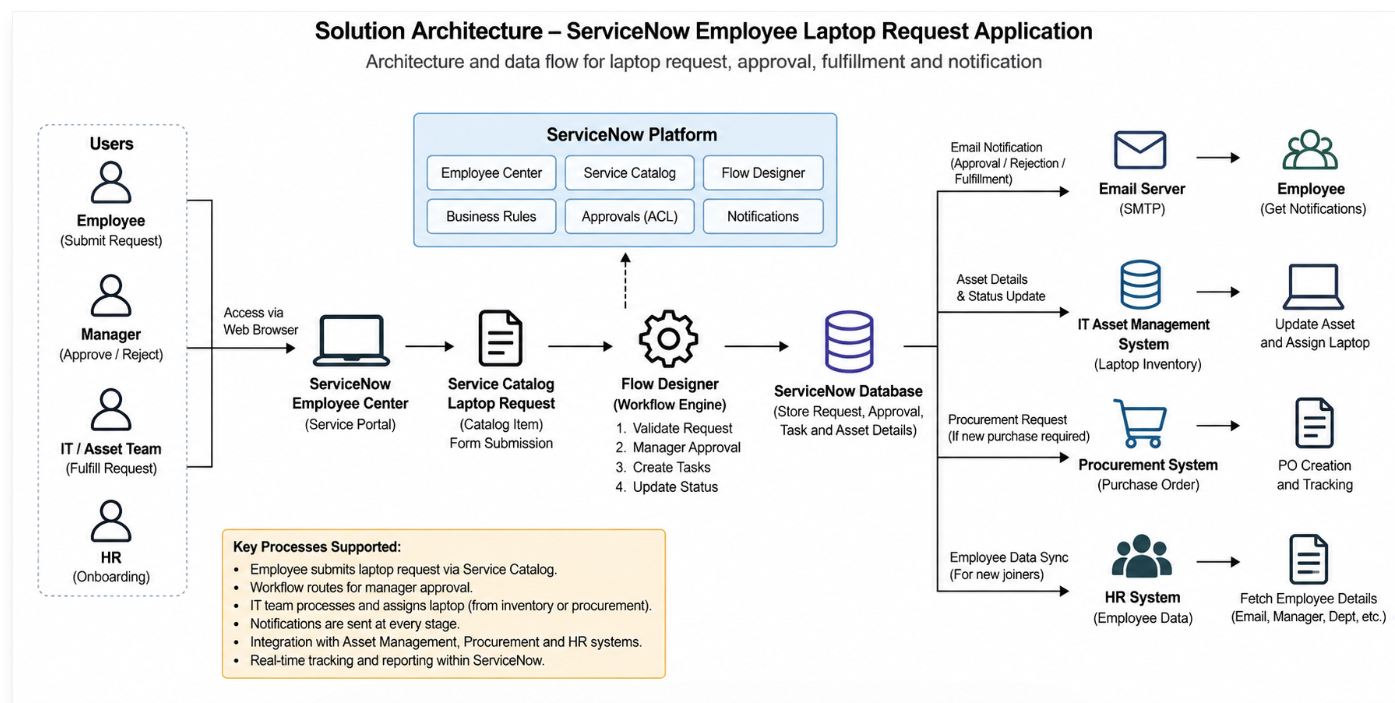 Solution Architecture – ServiceNow Employee Laptop Request Application
Architecture and data flow for laptop request, approval, fulfillment and notification
Users
Employee
(Submit Request)
Manager
(Approve / Reject)
IT / Asset Team
(Fulfill Request)
HR
(Onboarding)
Access via
Web Browser
ServiceNow
Employee Center
(Service Portal)
Service Catalog
Laptop Request
(Catalog Item)
Form Submission
ServiceNow Platform
Employee Center
Service Catalog
Flow Designer
Business Rules
Approvals (ACL)
Notifications
Flow Designer
(Workflow Engine)
1. Validate Request
2. Manager Approval
3. Create Tasks
4. Update Status
ServiceNow Database
(Store Request, Approval,
Task and Asset Details)
Email Notification
(Approval / Rejection /
Fulfillment)
Email Server
(SMTP)
Employee
(Get Notifications)
Asset Details
& Status Update
IT Asset Management
System
(Laptop Inventory)
Update Asset
and Assign Laptop
Procurement Request
(If new purchase required)
Procurement System
(Purchase Order)
PO Creation
and Tracking
Employee Data Sync
(For new joiners)
HR System
(Employee Data)
Fetch Employee Details
(Email, Manager, Dept, etc.)
Key Processes Supported:
• Employee submits laptop request via Service Catalog.
• Workflow routes for manager approval.
• IT team processes and assigns laptop (from inventory or procurement).
• Notifications are sent at every stage.
• Integration with Asset Management, Procurement and HR systems.
• Real-time tracking and reporting within ServiceNow.